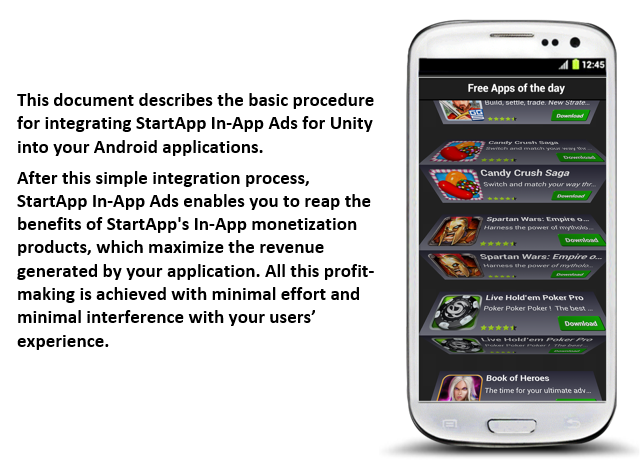 This document describes the basic procedure
for integrating StartApp In-App Ads for Unity
into your Android applications.
After this simple integration process,
StartApp In-App Ads enables you to reap the
benefits of StartApp's In-App monetization
products, which maximize the revenue
generated by your application. All this profit-
making is achieved with minimal effort and
minimal interference with your users’
experience.
12:45
Free Apps of the day
Build, settle, trade. New Strate...
Download
Candy Crush Saga
Switch and match your way thr...
Download
Candy Crush Saga
Switch and match your way thr...
Download
Spartan Wars: Empire o...
Harness the power of mytholo...
Download
Spartan Wars: Empire o...
Harness the power of mytholo...
Download
Live Hold'em Poker Pro
Poker Poker Poker ! The best ...
Download
Live Hold'em Poker Pro
Poker Poker Poker ! The best ...
Download
Book of Heroes
The time for your ultimate adv...